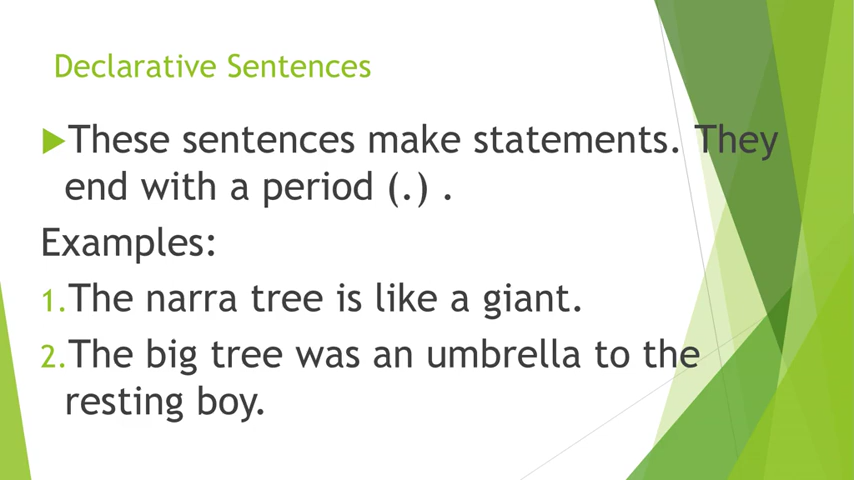 Declarative Sentences
These sentences make statements. They
end with a period (.) .
Examples:
1.The narra tree is like a giant.
2.The big tree was an umbrella to the
resting boy.